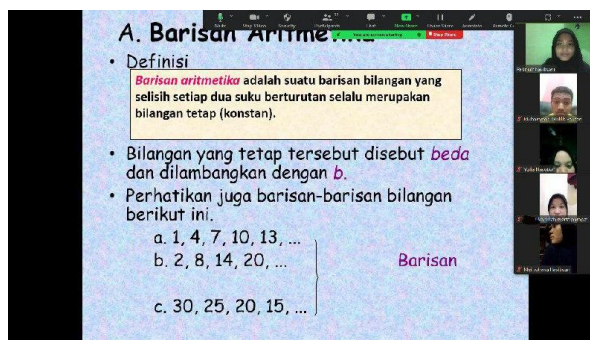 A. Barisan Aritmetika
• Definisi
Barisan aritmetika adalah suatu barisan bilangan yang
selisih setiap dua suku berturutan selalu merupakan
bilangan tetap (konstan).
• Bilangan yang tetap tersebut disebut beda
dan dilambangkan dengan b.
• Perhatikan juga barisan-barisan bilangan
berikut ini.
a. 1, 4, 7, 10, 13, ...
b. 2, 8, 14, 20, ...
Barisan
c. 30, 25, 20, 15, ...